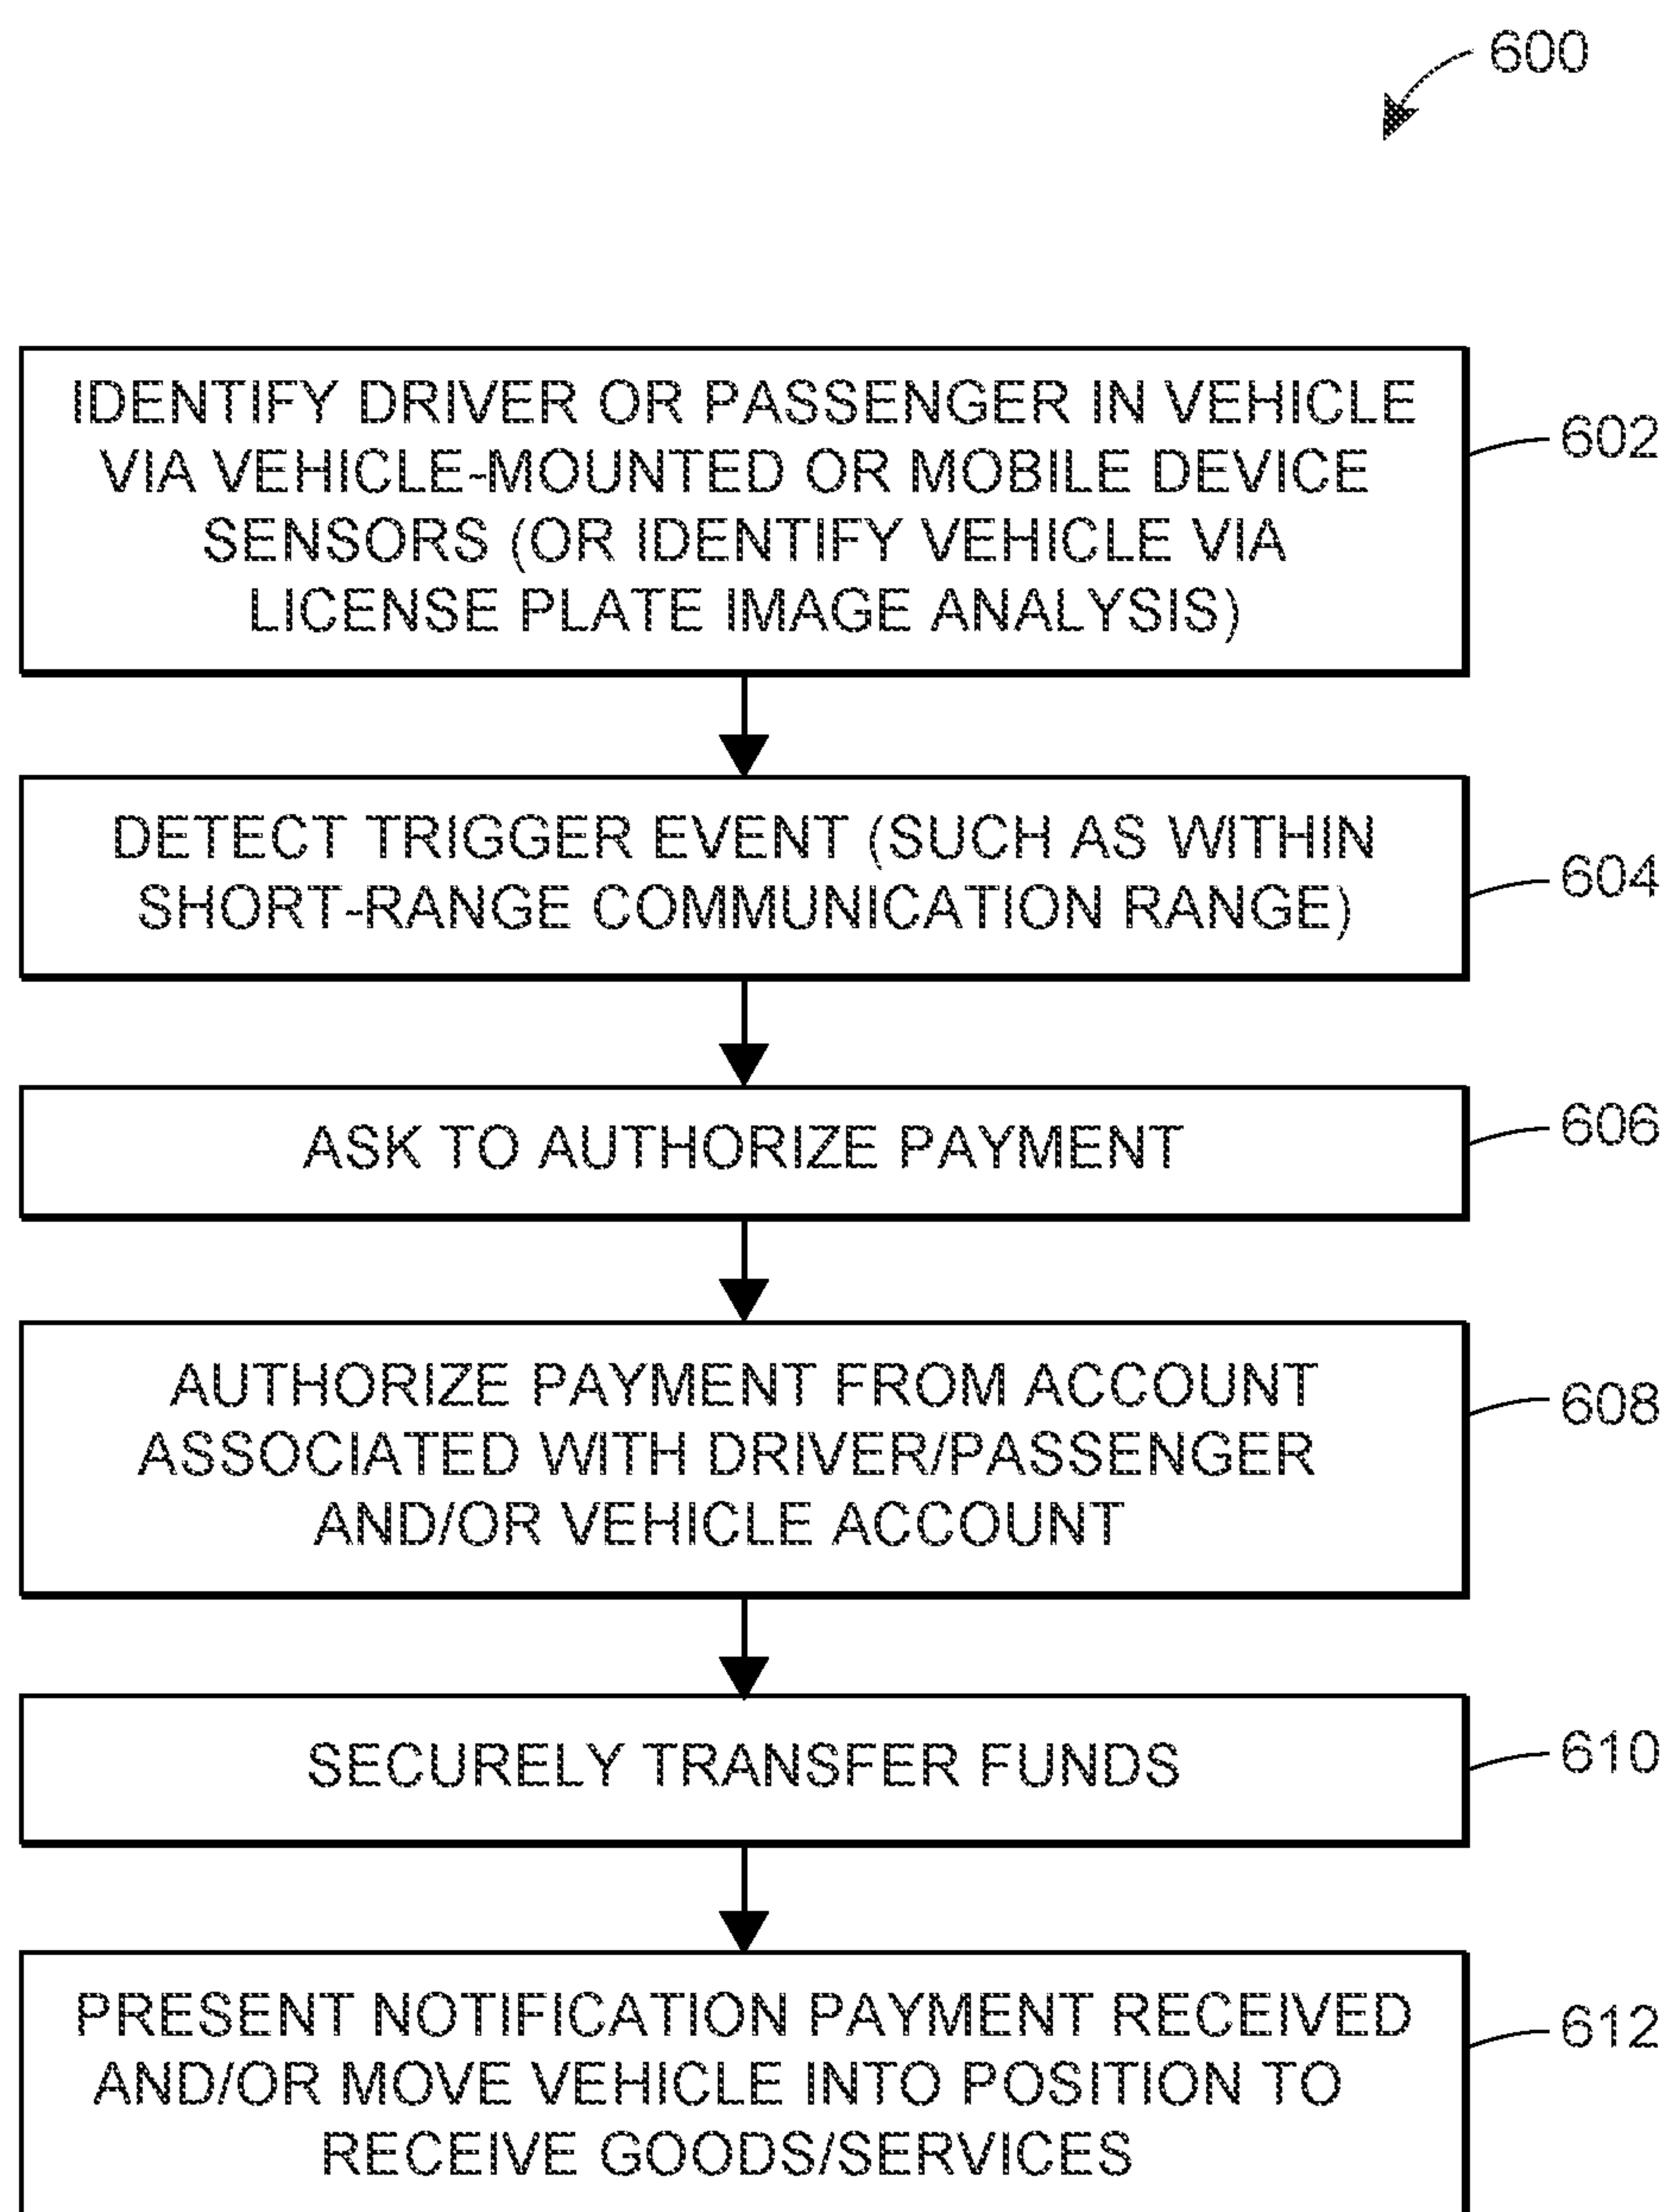 600
IDENTIFY DRIVER OR PASSENGER IN VEHICLE
VIA VEHICLE-MOUNTED OR MOBILE DEVICE
SENSORS (OR IDENTIFY VEHICLE VIA
LICENSE PLATE IMAGE ANALYSIS)
602
DETECT TRIGGER EVENT (SUCH AS WITHIN
SHORT-RANGE COMMUNICATION RANGE)
604
ASK TO AUTHORIZE PAYMENT
606
AUTHORIZE PAYMENT FROM ACCOUNT
ASSOCIATED WITH DRIVER/PASSENGER
AND/OR VEHICLE ACCOUNT
608
SECURELY TRANSFER FUNDS
610
PRESENT NOTIFICATION PAYMENT RECEIVED
AND/OR MOVE VEHICLE INTO POSITION TO
RECEIVE GOODS/SERVICES
612